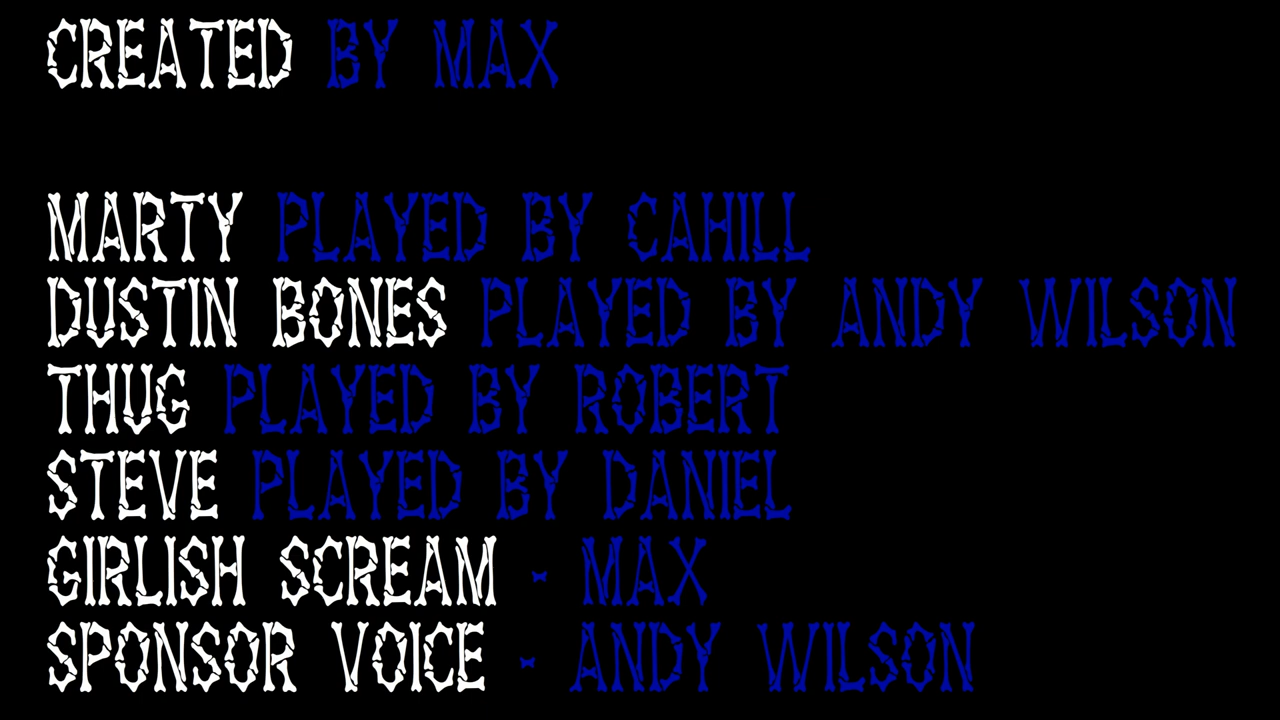 CREATED BY MAX
MARTY PLAYED BY CAHILL
DUSTIN BONES PLAYED BY ANDY WILSON
THUG PLAYED BY ROBERT
STEVE PLAYED BY DANIEL
GIRLISH SCREAM - MAX
SPONSOR VOICE - ANDY WILSON